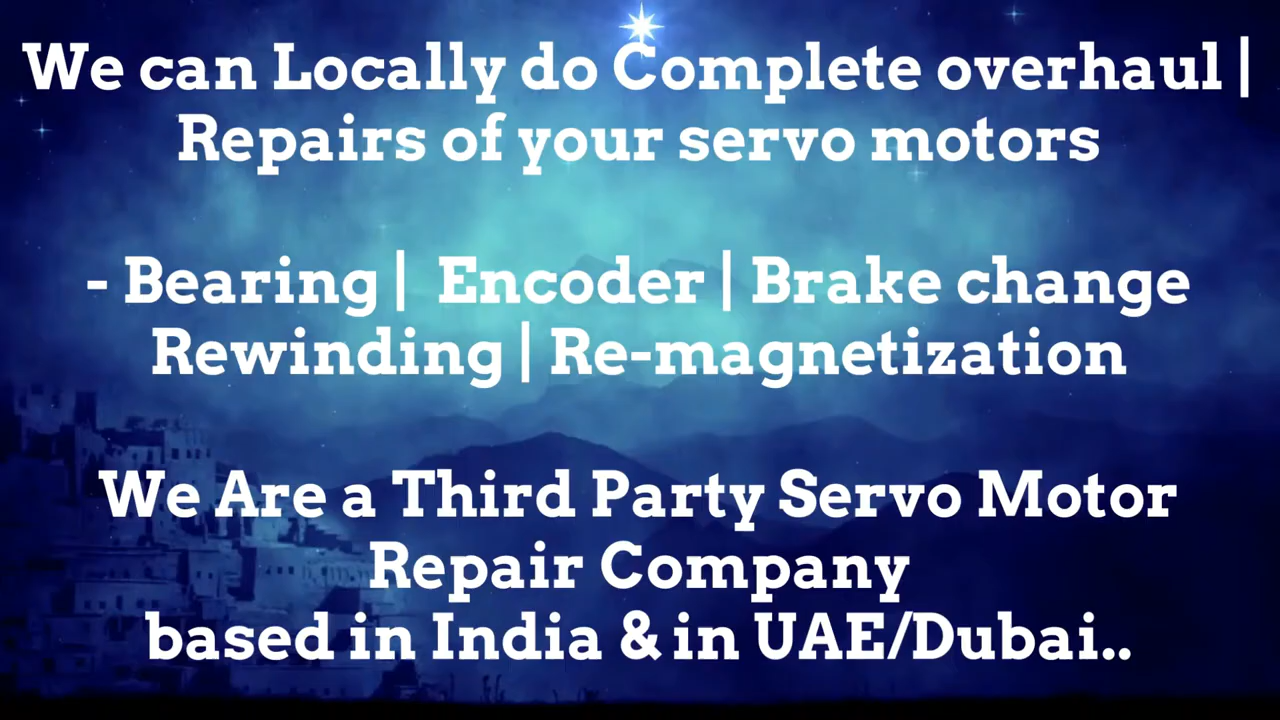 We can Locally do Complete overhaul |
Repairs of your servo motors
- Bearing | Encoder | Brake change
Rewinding | Re-magnetization
We Are a Third Party Servo Motor
Repair Company
based in India & in UAE/Dubai..